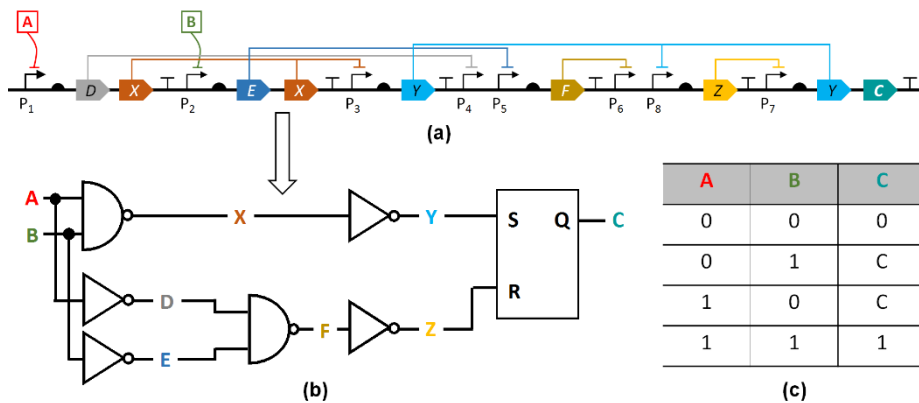 A B
D X E X Y F Z Y C
P1 P2 P3 P4 P5 P6 P8 P7
(a)
A X Y S Q C
B
R
D
F Z
E
(b)
A B C
0 0 0
0 1 C
1 0 C
1 1 1
(c)